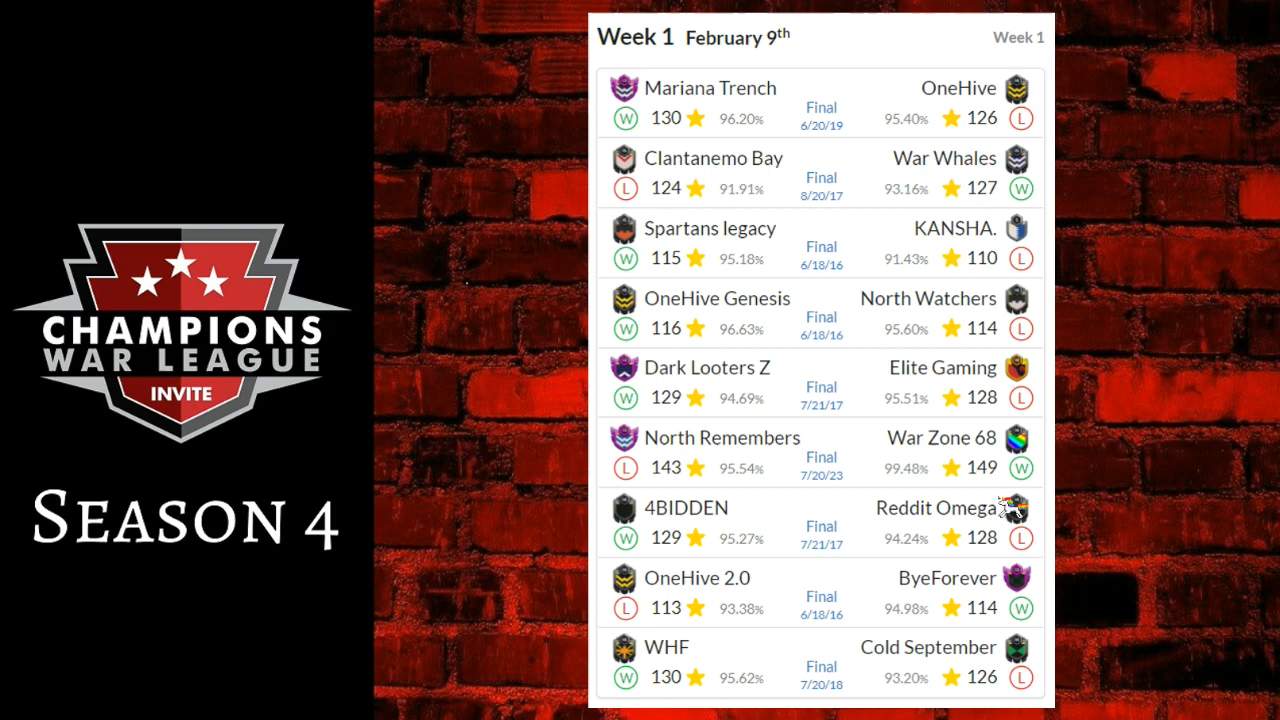 CHAMPIONS
WAR LEAGUE
INVITE
SEASON 4
Week 1 February 9th Week 1
Mariana Trench OneHive
W 130 96.20% Final 6/20/19 95.40% 126 L
Clantanemo Bay War Whales
L 124 91.91% Final 8/20/17 93.16% 127 W
Spartans legacy KANSHA.
W 115 95.18% Final 6/18/16 91.43% 110 L
OneHive Genesis North Watchers
W 116 96.63% Final 6/18/16 95.60% 114 L
Dark Looters Z Elite Gaming
W 129 94.69% Final 7/21/17 95.51% 128 L
North Remembers War Zone 68
L 143 95.54% Final 7/20/23 99.48% 149 W
4BIDDEN Reddit Omega
W 129 95.27% Final 7/21/17 94.24% 128 L
OneHive 2.0 ByeForever
L 113 93.38% Final 6/18/16 94.98% 114 W
WHF Cold September
W 130 95.62% Final 7/20/18 93.20% 126 L